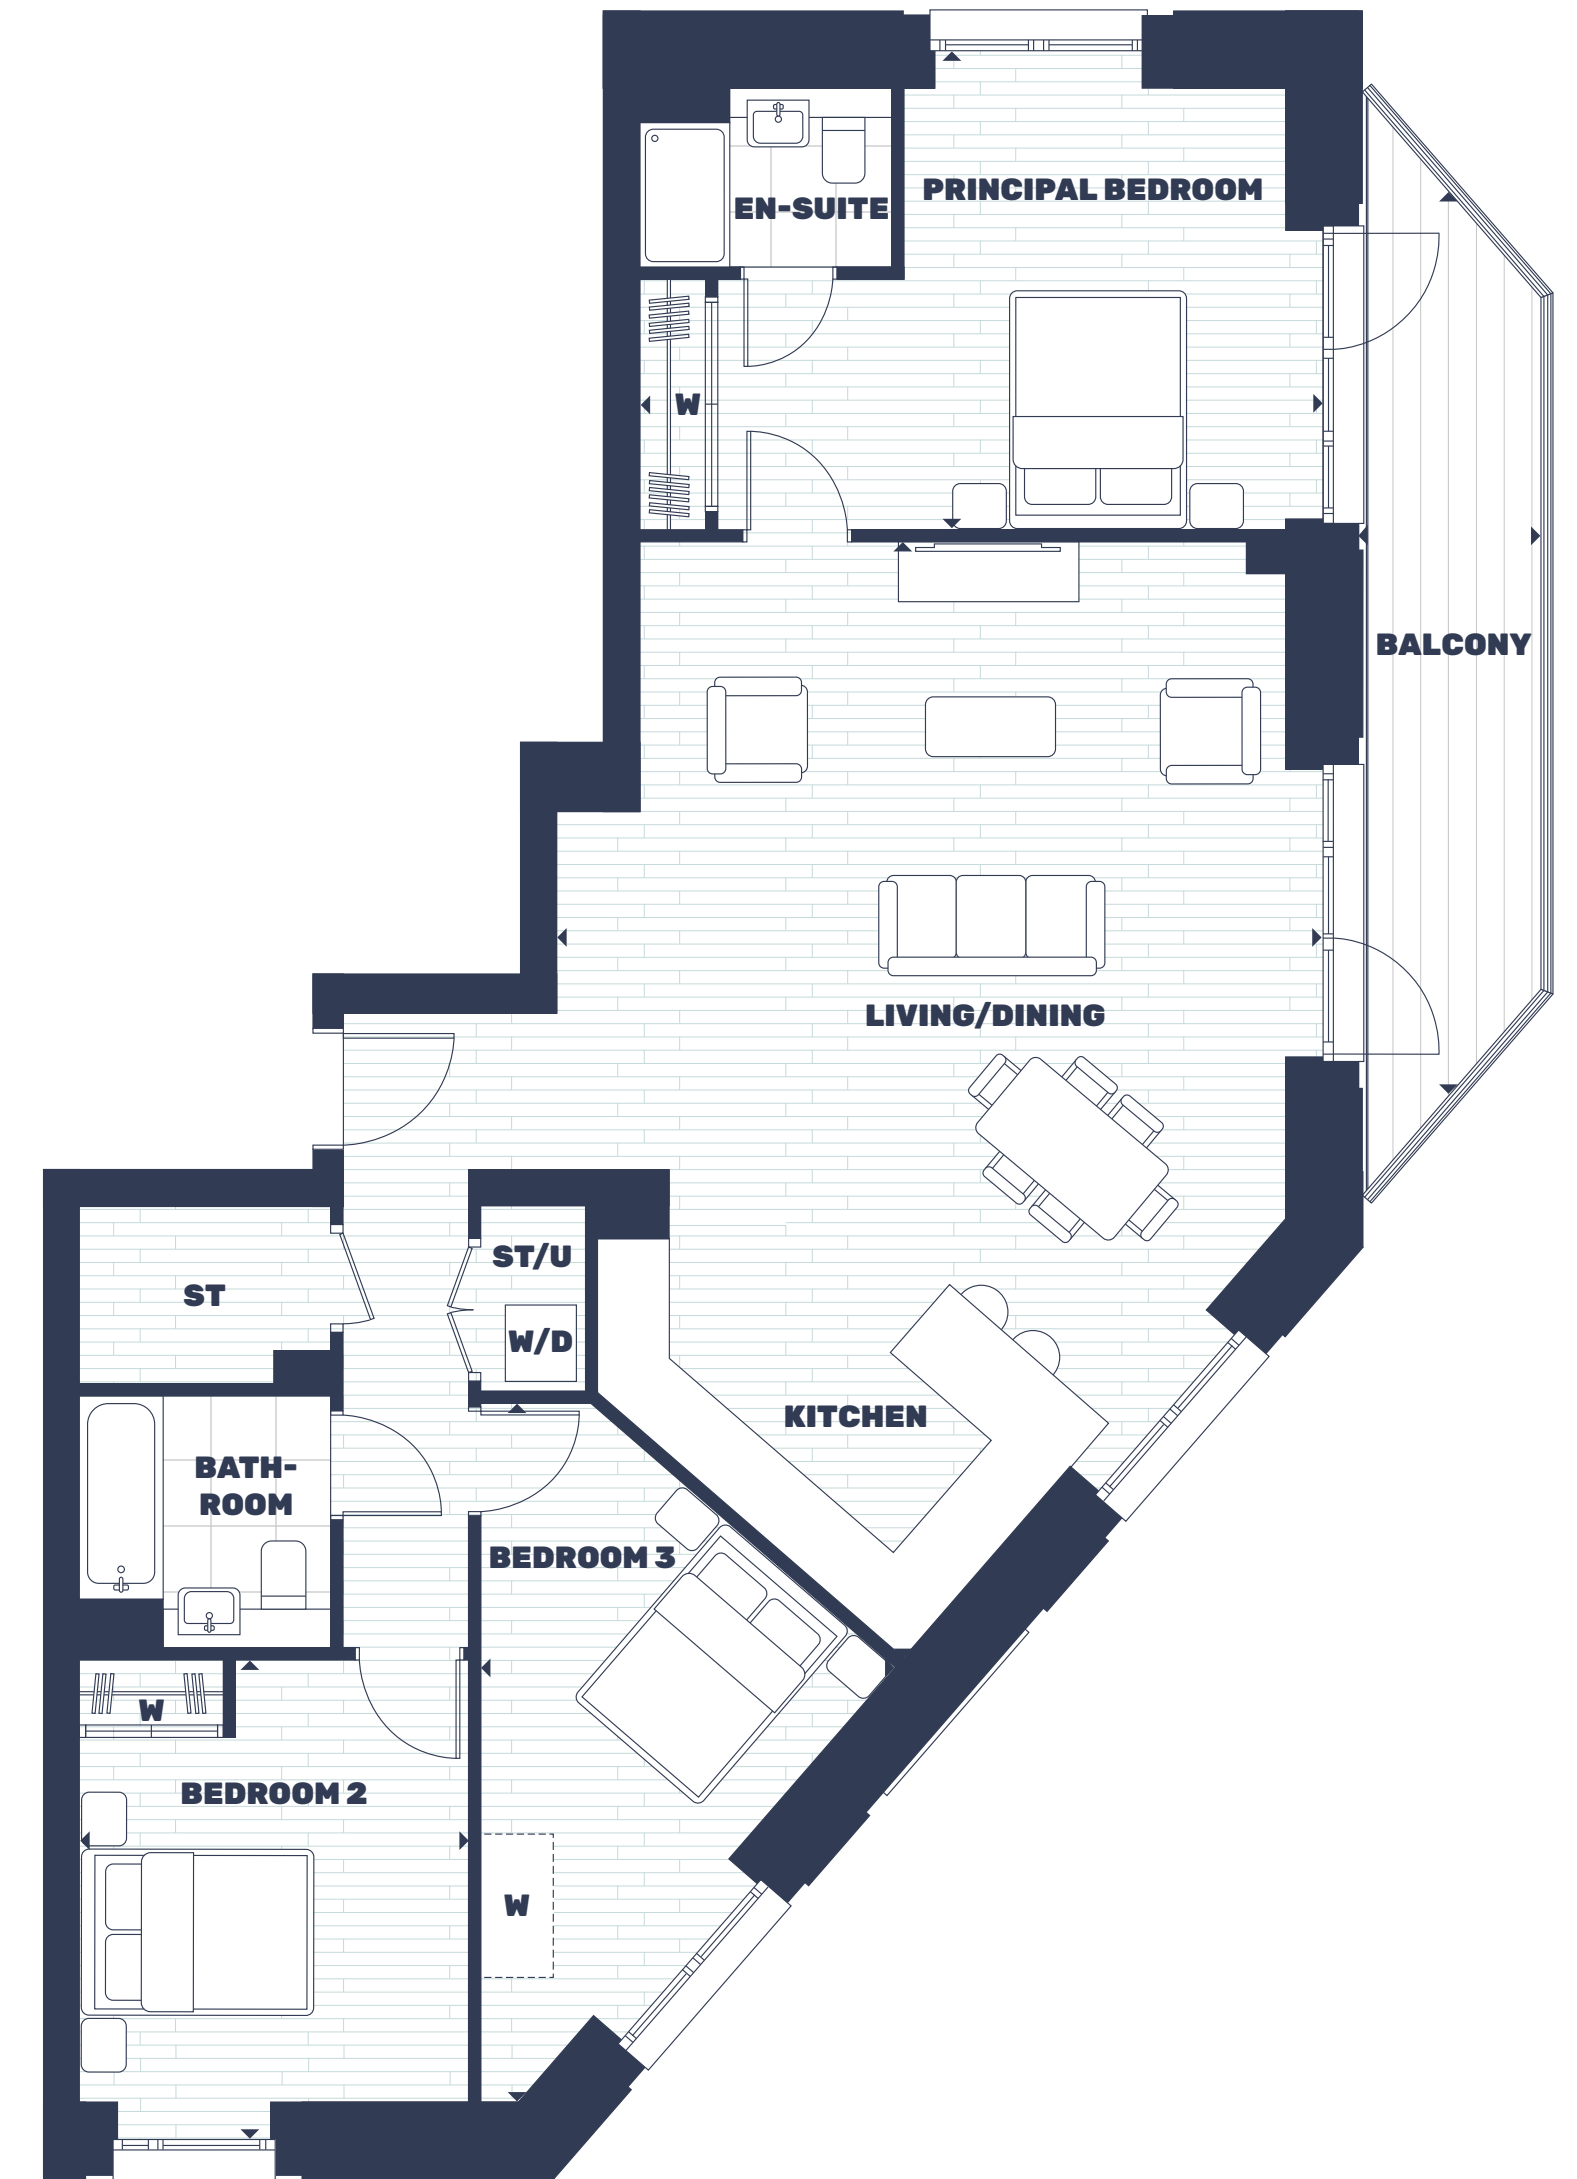 PRINCIPAL BEDROOM
EN-SUITE
W
BALCONY
LIVING/DINING
ST/U
ST
W/D
KITCHEN
BATH-
ROOM
BEDROOM 3
W
BEDROOM 2
W